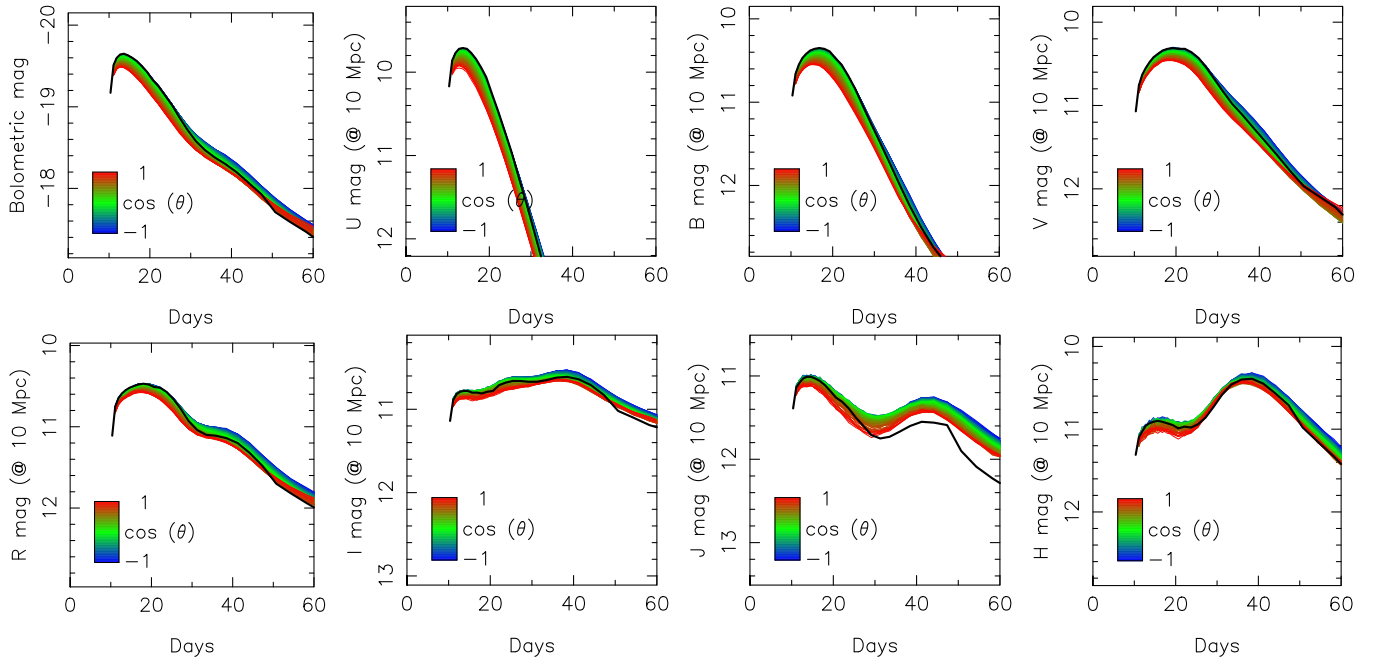 Bolometric mag
-20
-19
-18
1
cos (θ)
-1
0 20 40 60
Days
U mag (@ 10 Mpc)
10
11
12
1
cos (θ)
-1
0 20 40 60
Days
B mag (@ 10 Mpc)
10
11
12
1
cos (θ)
-1
0 20 40 60
Days
V mag (@ 10 Mpc)
10
11
12
1
cos (θ)
-1
0 20 40 60
Days
R mag (@ 10 Mpc)
10
11
12
1
cos (θ)
-1
0 20 40 60
Days
I mag (@ 10 Mpc)
11
12
13
1
cos (θ)
-1
0 20 40 60
Days
J mag (@ 10 Mpc)
11
12
13
1
cos (θ)
-1
0 20 40 60
Days
H mag (@ 10 Mpc)
10
11
12
1
cos (θ)
-1
0 20 40 60
Days